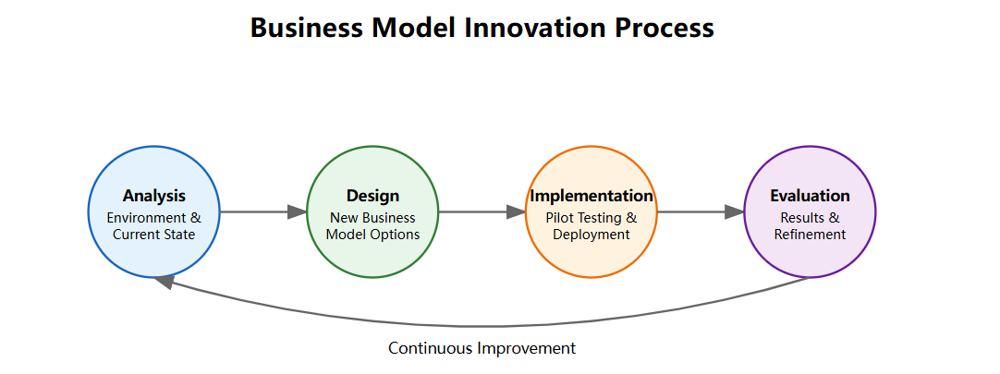 Business Model Innovation Process
Analysis
Environment &
Current State
Design
New Business
Model Options
Implementation
Pilot Testing &
Deployment
Evaluation
Results &
Refinement
Continuous Improvement